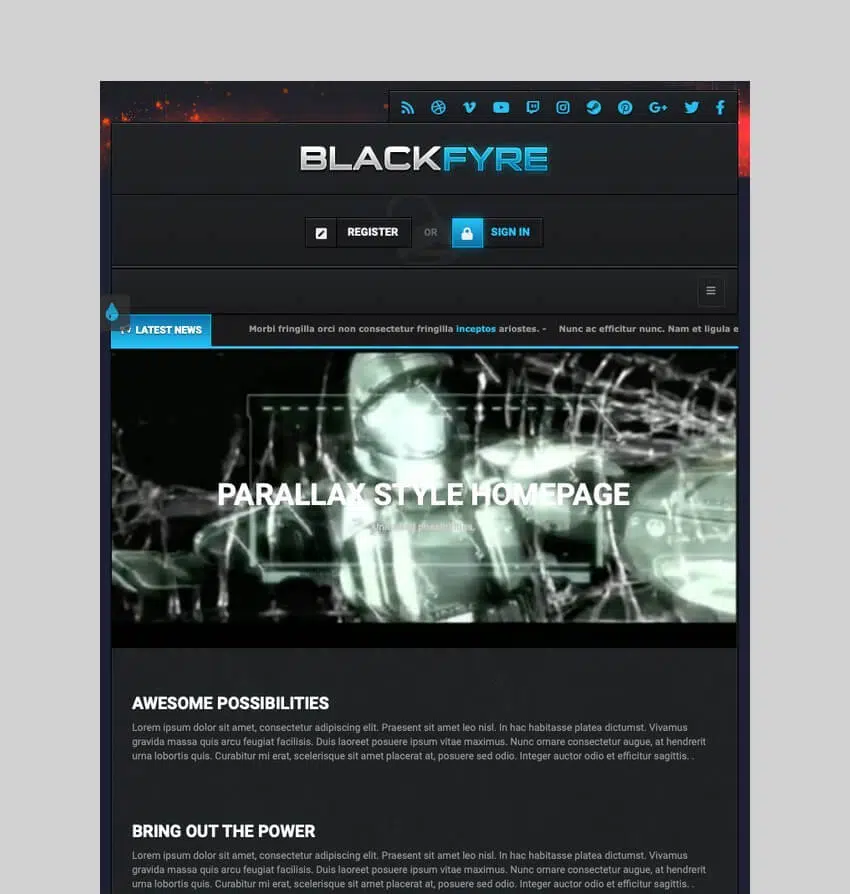 BLACKFYRE
REGISTER OR SIGN IN
LATEST NEWS Morbi fringilla orci non consectetur fringilla inceptos ariostes. - Nunc ac efficitur nunc. Nam et ligula e
PARALLAX STYLE HOMEPAGE
AWESOME POSSIBILITIES
Lorem ipsum dolor sit amet, consectetur adipiscing elit. Praesent sit amet leo nisl. In hac habitasse platea dictumst. Vivamus
gravida massa quis arcu feugiat facilisis. Duis laoreet posuere ipsum vitae maximus. Nunc ornare consectetur augue, at hendrerit
urna lobortis quis. Curabitur mi erat, scelerisque sit amet placerat at, posuere sed odio. Integer auctor odio et efficitur sagittis. .
BRING OUT THE POWER
Lorem ipsum dolor sit amet, consectetur adipiscing elit. Praesent sit amet leo nisl. In hac habitasse platea dictumst. Vivamus
gravida massa quis arcu feugiat facilisis. Duis laoreet posuere ipsum vitae maximus. Nunc ornare consectetur augue, at hendrerit
urna lobortis quis. Curabitur mi erat, scelerisque sit amet placerat at, posuere sed odio. Integer auctor odio et efficitur sagittis. .